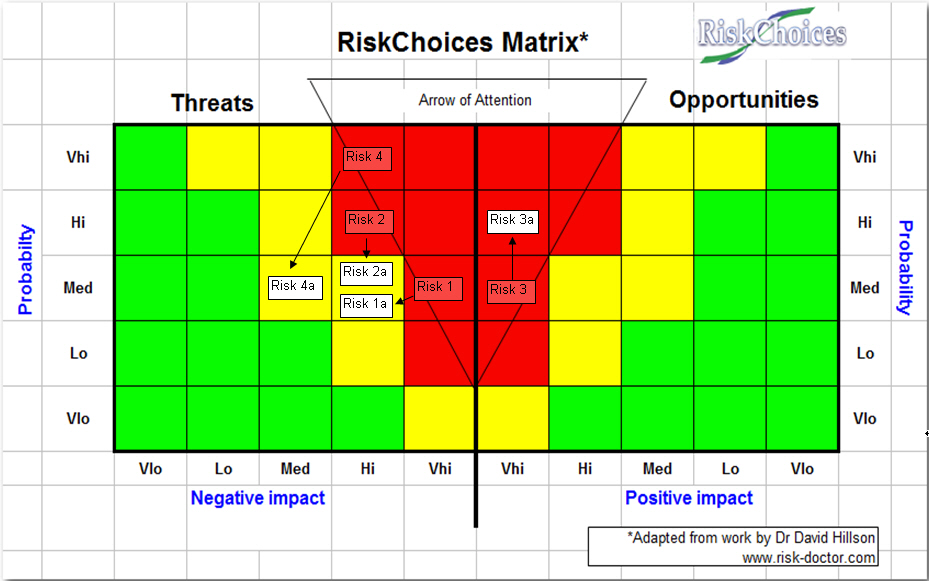 RiskChoices Matrix*
RiskChoices
Threats
Arrow of Attention
Opportunities
Vhi
Risk 4
Vhi
Hi
Risk 2
Risk 3a
Hi
Probabilty
Probability
Med
Risk 4a
Risk 2a
Risk 1
Risk 3
Med
Risk 1a
Lo
Lo
Vlo
Vlo
Vlo
Lo
Med
Hi
Vhi
Vhi
Hi
Med
Lo
Vlo
Negative impact
Positive impact
*Adapted from work by Dr David Hillson
www.risk-doctor.com